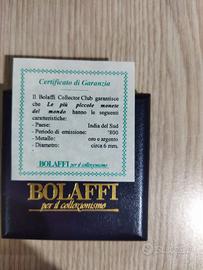 Certificato di Garanzia
Il Bolaffi Collector Club garantisce
che Le più piccole monete
del mondo hanno le seguenti
caratteristiche:
- Paese: India del Sud
- Periodo di emissione: '800
- Metallo: oro e argento
- Diametro: circa 6 mm.
BOLAFFI per il collezionismo
BOLAFFI
per il collezionismo
subito